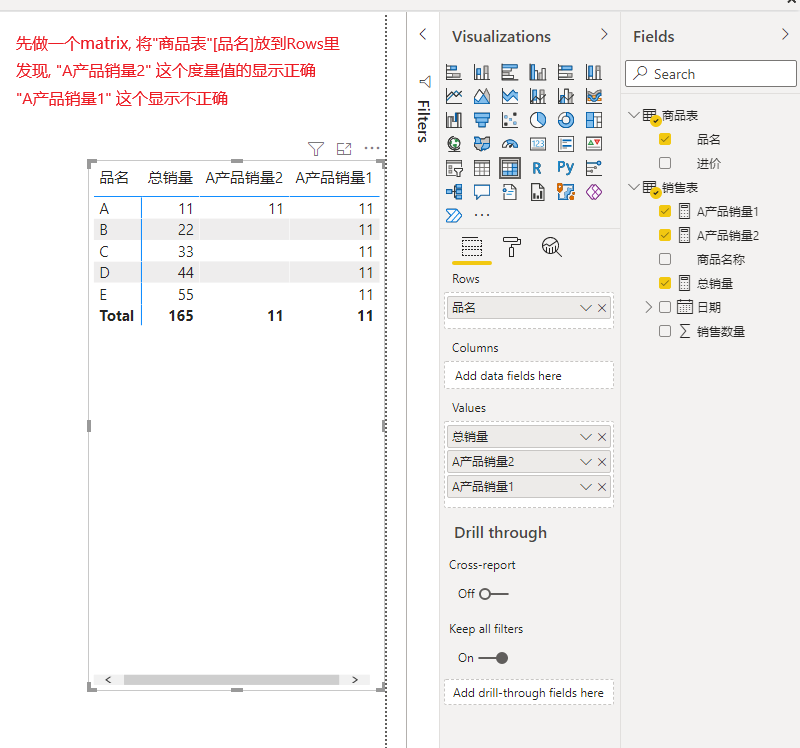 先做一个matrix, 将"商品表"[品名]放到Rows里
发现, "A产品销量2" 这个度量值的显示正确
"A产品销量1" 这个显示不正确
品名 总销量 A产品销量2 A产品销量1
A 11 11 11
B 22 11
C 33 11
D 44 11
E 55 11
Total 165 11 11
Filters
Visualizations
123
R Py
Rows
品名
Columns
Add data fields here
Values
总销量
A产品销量2
A产品销量1
Drill through
Cross-report
Off
Keep all filters
On
Add drill-through fields here
Fields
Search
商品表
品名
进价
销售表
A产品销量1
A产品销量2
商品名称
总销量
日期
销售数量